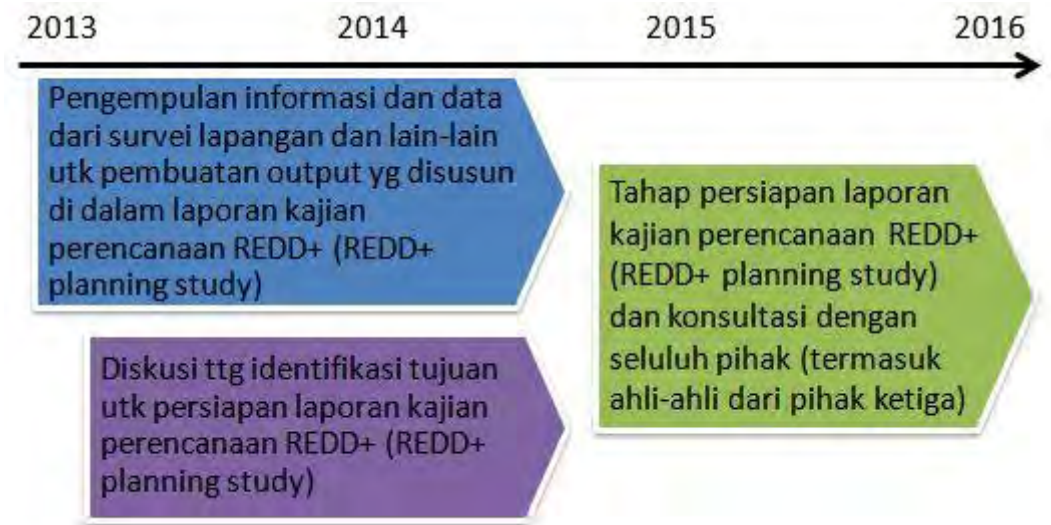 2013 2014 2015 2016
Pengempulan informasi dan data
dari survei lapangan dan lain-lain
utk pembuatan output yg disusun
di dalam laporan kajian
perencanaan REDD+ (REDD+
planning study)
Diskusi ttg identifikasi tujuan
utk persiapan laporan kajian
perencanaan REDD+ (REDD+
planning study)
Tahap persiapan laporan
kajian perencanaan REDD+
(REDD+ planning study)
dan konsultasi dengan
seluluh pihak (termasuk
ahli-ahli dari pihak ketiga)